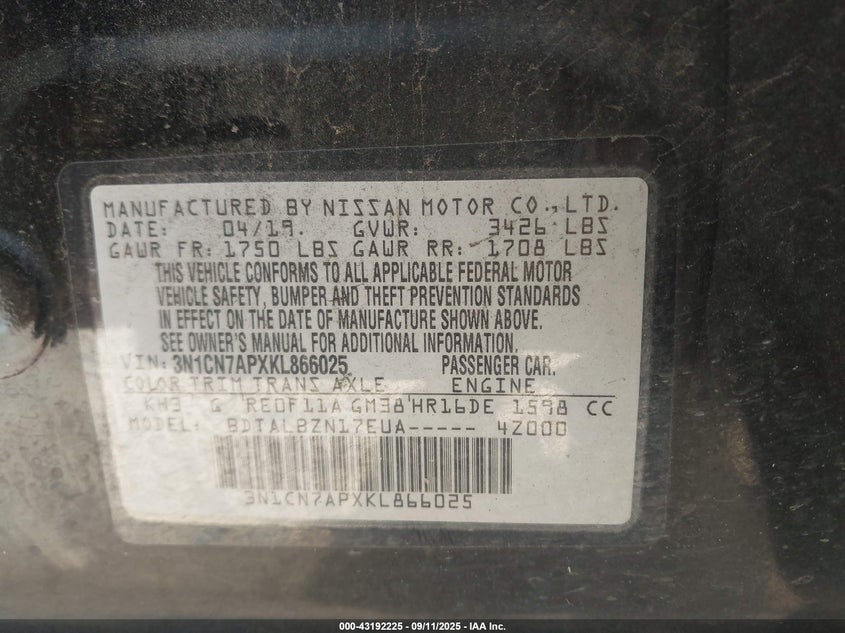 MANUFACTURED BY NISSAN MOTOR CO.,LTD.
DATE: 04/19. GVWR: 3426 LBS
GAWR FR: 1750 LBS GAWR RR: 1708 LBS
THIS VEHICLE CONFORMS TO ALL APPLICABLE FEDERAL MOTOR
VEHICLE SAFETY, BUMPER AND THEFT PREVENTION STANDARDS
IN EFFECT ON THE DATE OF MANUFACTURE SHOWN ABOVE.
SEE OWNER'S MANUAL FOR ADDITIONAL INFORMATION.
VIN: 3N1CN7APXKL866025 PASSENGER CAR.
COLOR TRIM TRANS AXLE ENGINE
KH3 G RE0F11A GM38 HR16DE 1598 CC
MODEL: BDTALBZN17EUA----- 4Z000
3N1CN7APXKL866025
000-43192225 - 09/11/2025 - IAA Inc.